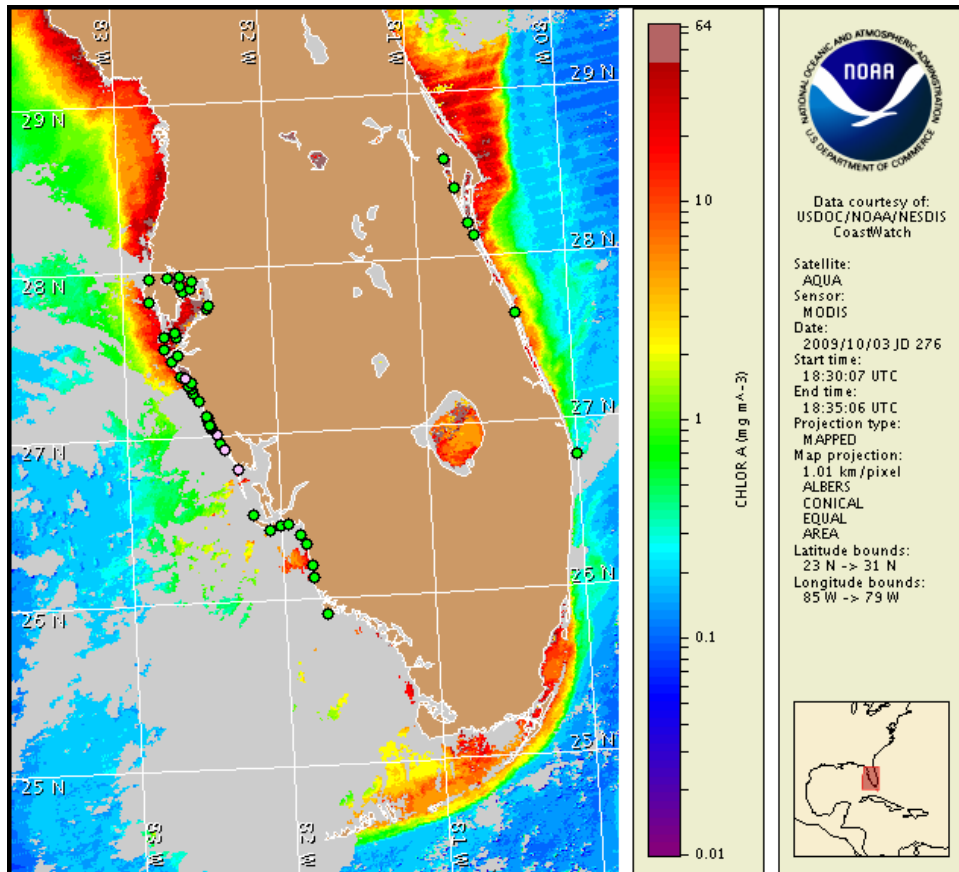 83 W
82 W
81 W
80 W
29 N
29 N
28 N
28 N
27 N
27 N
26 N
26 N
25 N
25 N
83 W
82 W
81 W
64
10
1
0.1
0.01
CHLOR A (mg m^-3)
NATIONAL OCEANIC AND ATMOSPHERIC ADMINISTRATION
NOAA
U.S. DEPARTMENT OF COMMERCE
Data courtesy of:
USDOC/NOAA/NESDIS
CoastWatch
Satellite:
AQUA
Sensor:
MODIS
Date:
2009/10/03 JD 276
Start time:
18:30:07 UTC
End time:
18:35:06 UTC
Projection type:
MAPPED
Map projection:
1.01 km/pixel
ALBERS
CONICAL
EQUAL
AREA
Latitude bounds:
23 N -> 31 N
Longitude bounds:
85 W -> 79 W